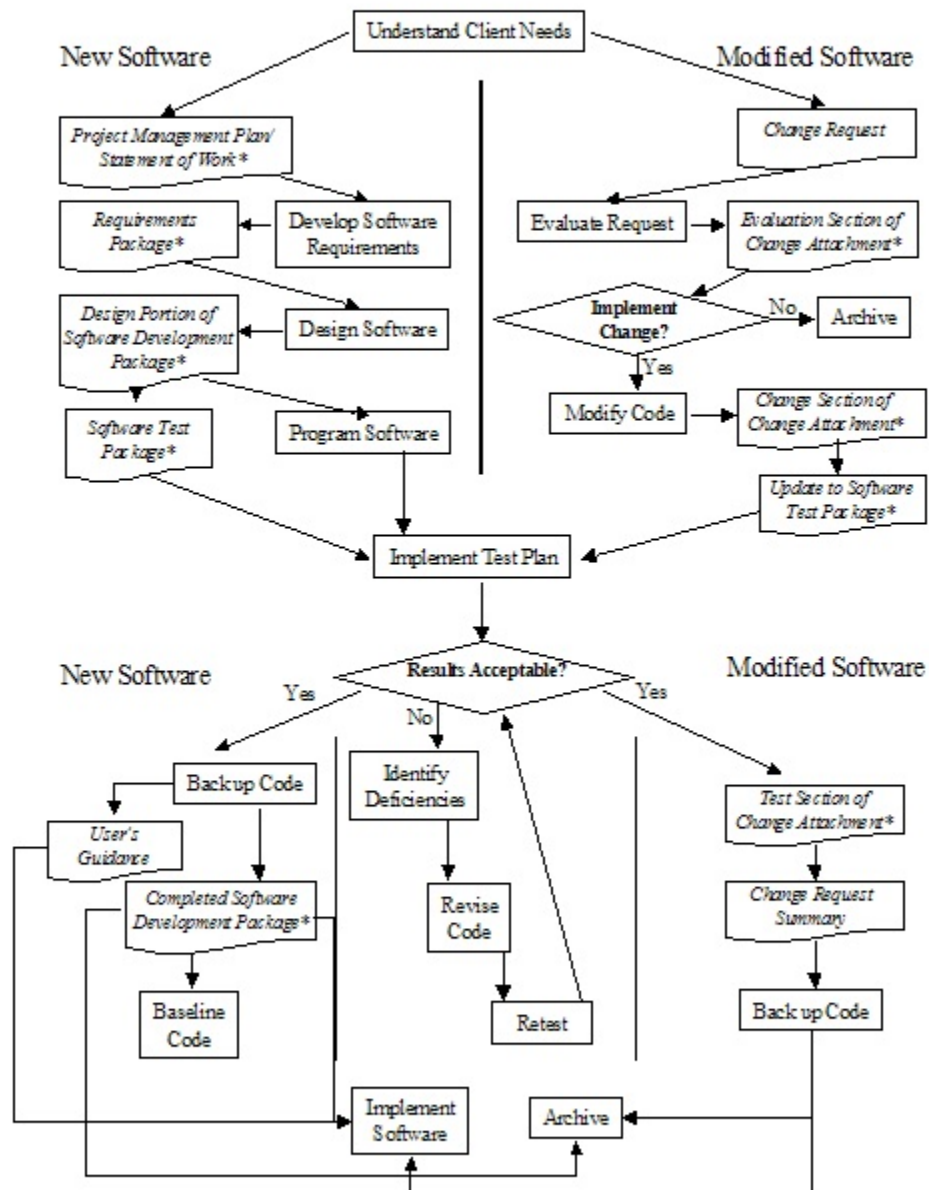 Understand Client Needs
New Software
Modified Software
Project Management Plan/
Statement of Work*
Change Request
Requirements
Package*
Develop Software
Requirements
Evaluate Request
Evaluation Section of
Change Attachment*
Design Portion of
Software Development
Package*
Design Software
Implement
Change?
No
Archive
Yes
Software Test
Package*
Program Software
Modify Code
Change Section of
Change Attachment*
Update to Software
Test Package*
Implement Test Plan
New Software
Results Acceptable?
Modified Software
Yes
No
Yes
Backup Code
Identify
Deficiencies
Test Section of
Change Attachment*
User's
Guidance
Completed Software
Development Package*
Revise
Code
Change Request
Summary
Baseline
Code
Retest
Back up Code
Implement
Software
Archive